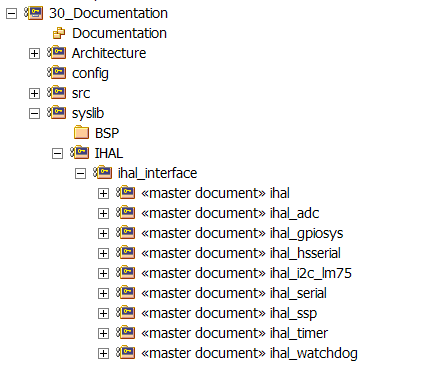 30_Documentation
Documentation
Architecture
config
src
syslib
BSP
IHAL
ihal_interface
«master document» ihal
«master document» ihal_adc
«master document» ihal_gpiosys
«master document» ihal_hsserial
«master document» ihal_i2c_lm75
«master document» ihal_serial
«master document» ihal_ssp
«master document» ihal_timer
«master document» ihal_watchdog